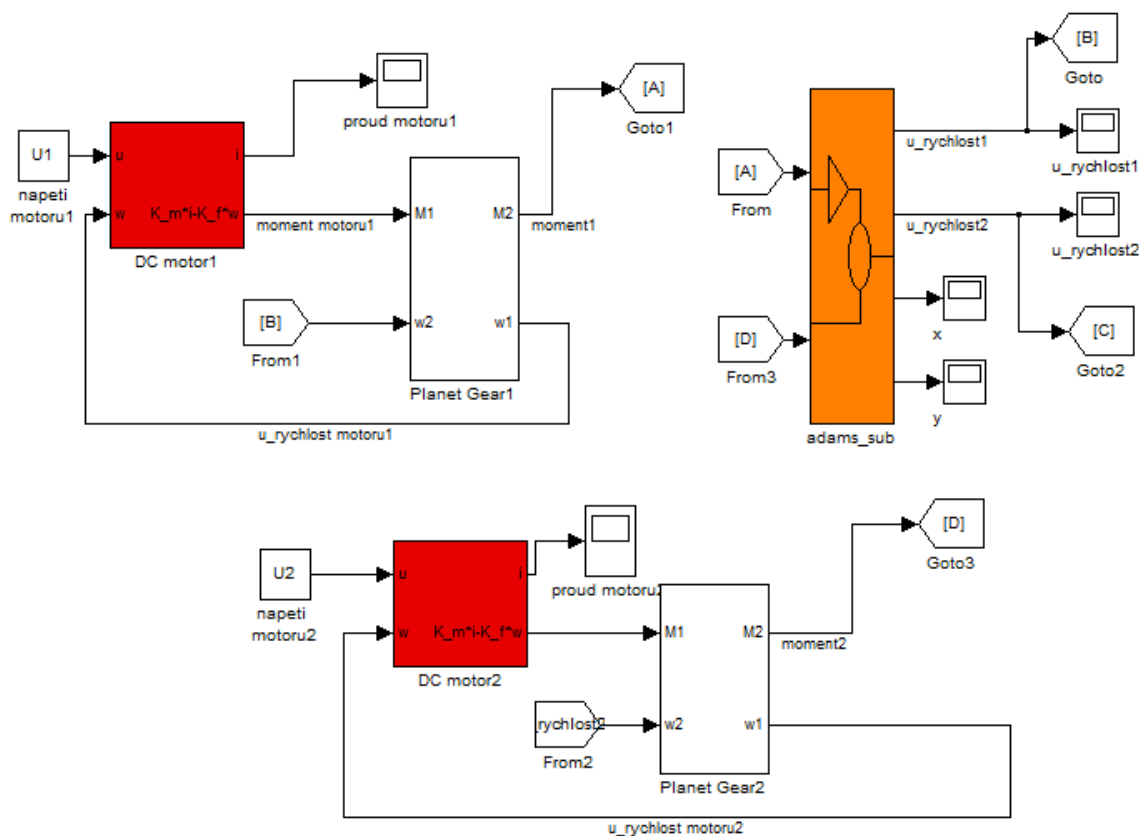 [B]
Goto
proud motoru1
[A]
Goto1
U1
napeti
motoru1
u
i
w
K_m*i-K_f*w
DC motor1
moment motoru1
M1
M2
w2
w1
Planet Gear1
moment1
[B]
From1
u_rychlost motoru1
[A]
From
[D]
From3
adams_sub
u_rychlost1
u_rychlost1
u_rychlost2
u_rychlost2
x
y
[C]
Goto2
U2
napeti
motoru2
u
i
w
K_m*i-K_f*w
DC motor2
proud motoru2
M1
M2
w2
w1
Planet Gear2
moment2
[D]
Goto3
_rychlost2
From2
u_rychlost motoru2